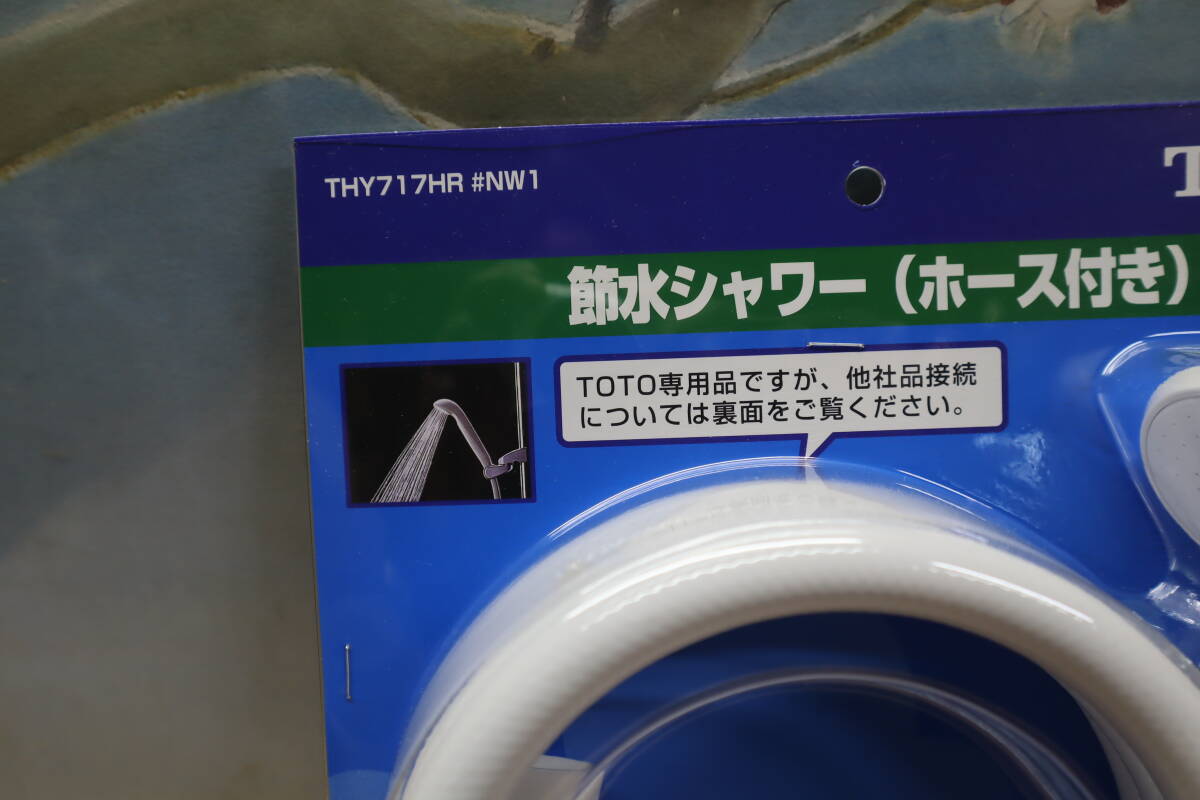 THY717HR #NW1
T
節水シャワー（ホース付き）
TOTO専用品ですが、他社品接続
については裏面をご覧ください。